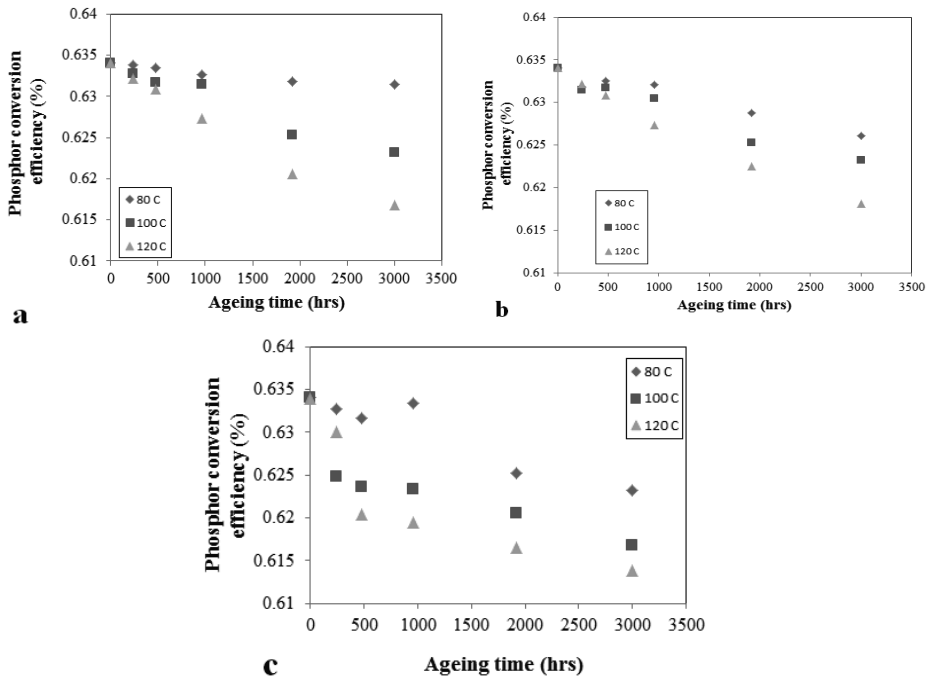 0.64
0.635
0.63
0.625
0.62
0.615
0.61
Phosphor conversion
efficiency (%)
80 C
100 C
120 C
0 500 1000 1500 2000 2500 3000 3500
Ageing time (hrs)
a
0.64
0.635
0.63
0.625
0.62
0.615
0.61
Phosphor conversion
efficiency (%)
80 C
100 C
120 C
0 500 1000 1500 2000 2500 3000 3500
Ageing time (hrs)
b
0.64
0.635
0.63
0.625
0.62
0.615
0.61
Phosphor conversion
efficiency (%)
80 C
100 C
120 C
0 500 1000 1500 2000 2500 3000 3500
Ageing time (hrs)
c